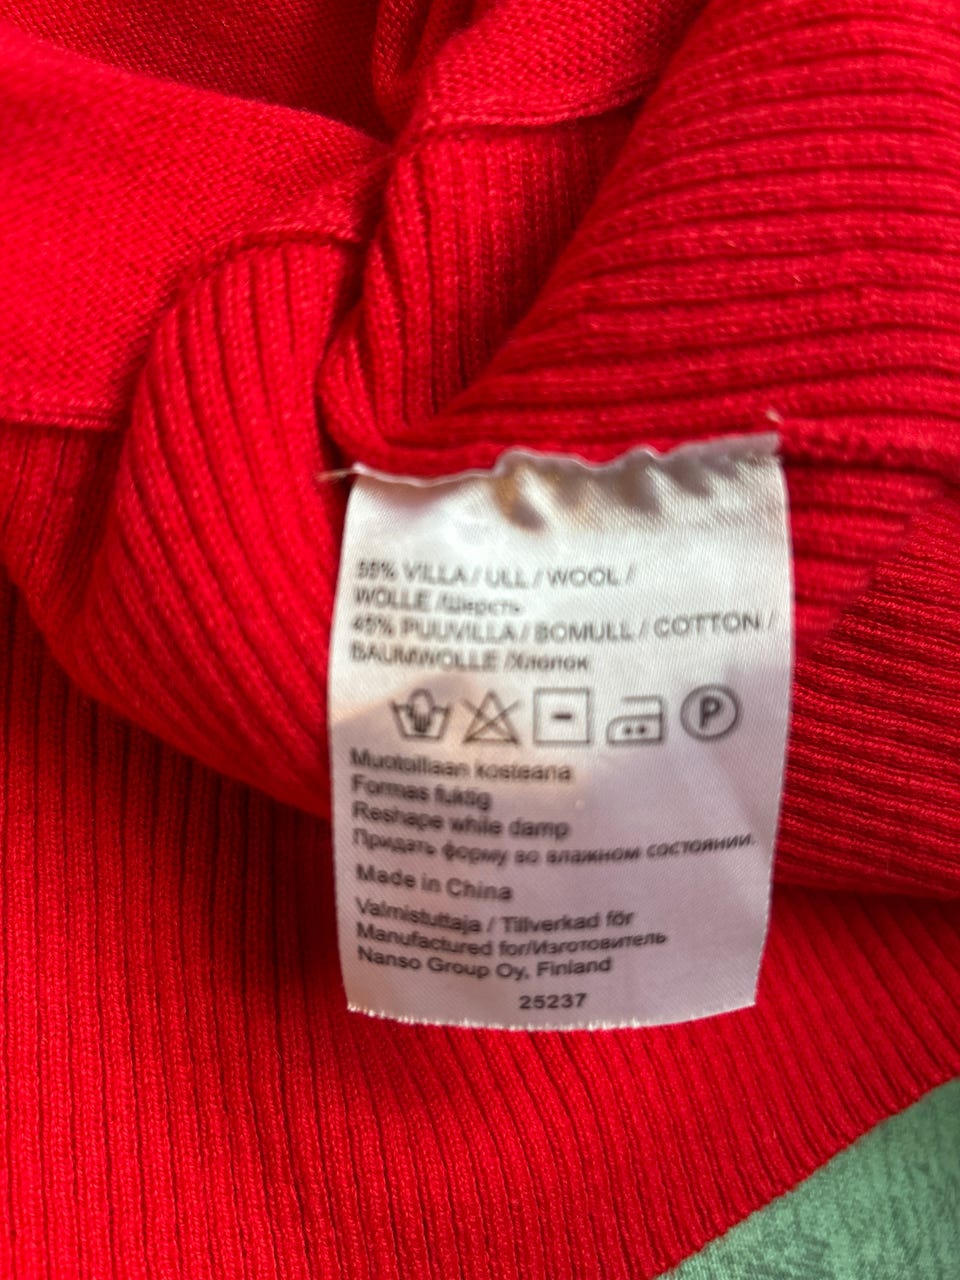 55% VILLA / ULL / WOOL /
WOLLE /Шерсть
45% PUUVILLA / BOMULL / COTTON /
BAUMWOLLE /Хлопок
P
Muotoillaan kosteana
Formas fuktig
Reshape while damp
Придать форму во влажном состоянии.
Made in China
Valmistuttaja / Tillverkad för
Manufactured for/Изготовитель
Nanso Group Oy, Finland
25237